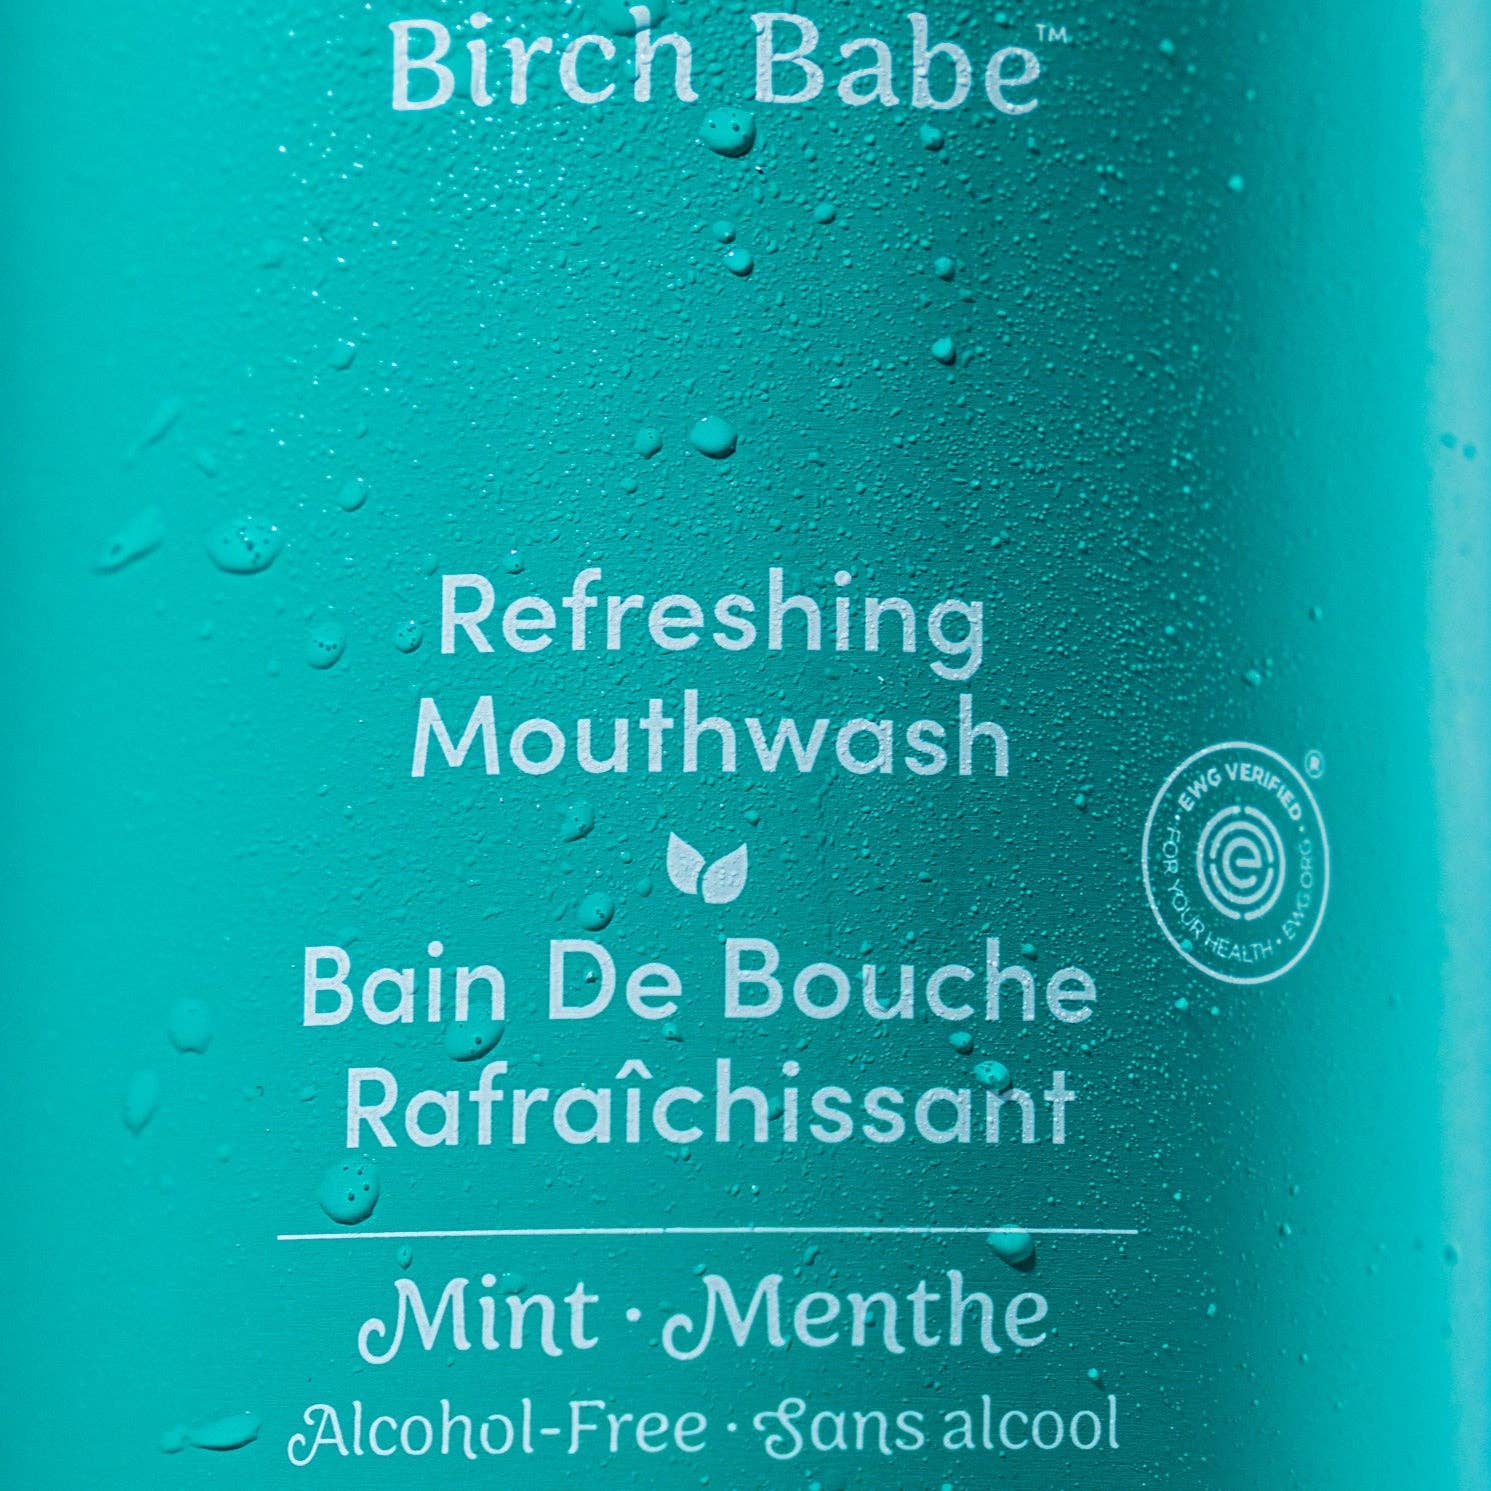 Birch Babe™
Refreshing
Mouthwash
EWG VERIFIED • FOR YOUR HEALTH • EWG.ORG •
®
Bain De Bouche
Rafraîchissant
Mint · Menthe
Alcohol-Free · Sans alcool